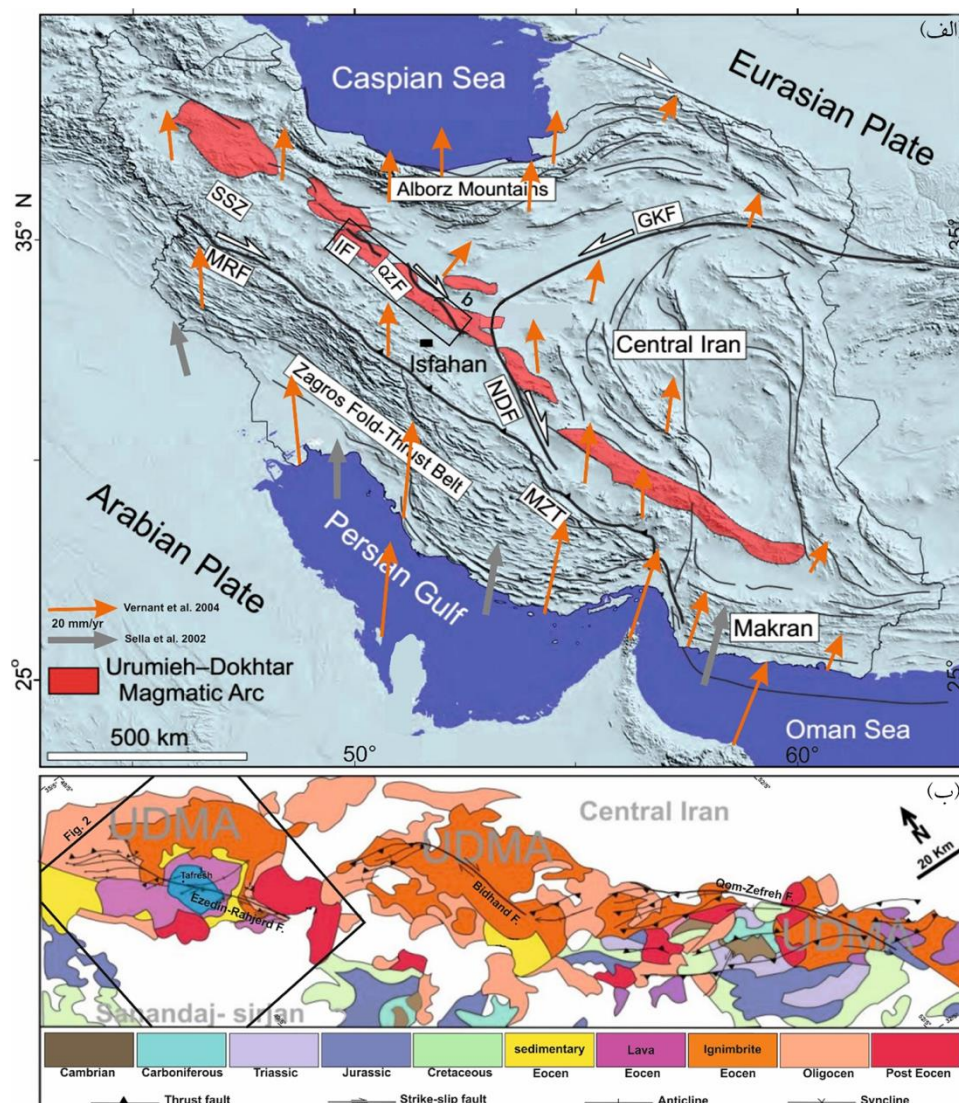 (الف)
Caspian Sea
Eurasian Plate
Alborz Mountains
SSZ
N
35°
35°
GKF
MRF
IIF
QZF
b
Central Iran
Isfahan
NDF
Zagros Fold-Thrust Belt
MZT
Arabian Plate
Persian Gulf
Vernant et al. 2004
20 mm/yr
Sella et al. 2002
Makran
25°
25°
Urumieh–Dokhtar
Magmatic Arc
500 km
50°
60°
Oman Sea
(ب)
Central Iran
UDMA
UDMA
UDMA
Fig. 2
N
20 Km
Tafresh
Ezedin-Rahjerd F.
Bidhand F.
Qom-Zefreh F.
Sanandaj- sirjan
sedimentary
Lava
Ignimbrite
Cambrian
Carboniferous
Triassic
Jurassic
Cretaceous
Eocen
Eocen
Eocen
Oligocen
Post Eocen
Thrust fault
Strike-slip fault
Anticline
Syncline